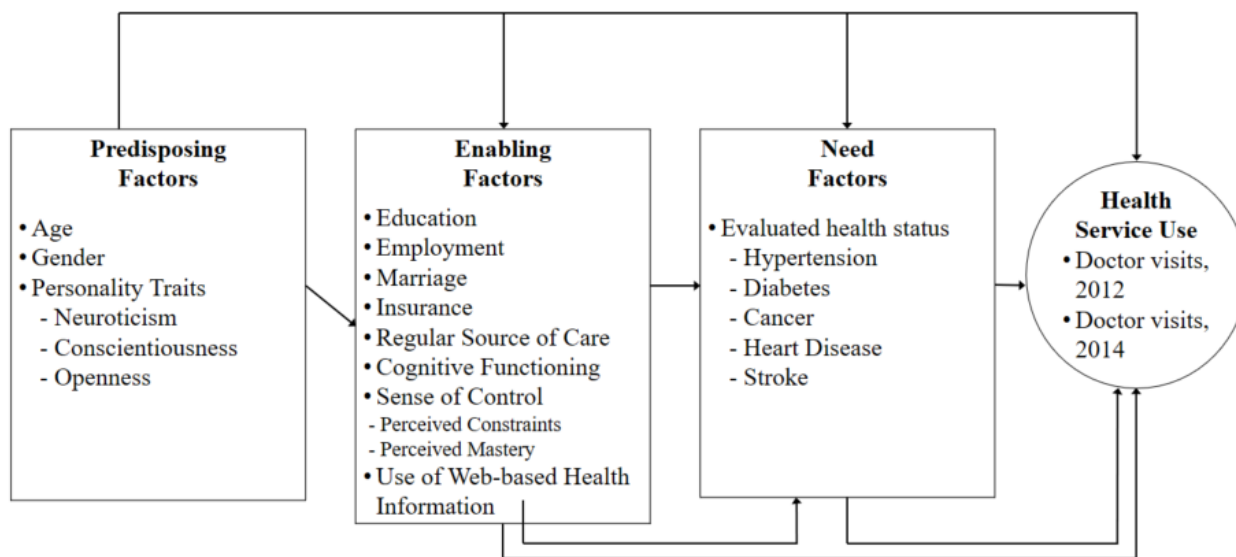 Predisposing
Factors
• Age
• Gender
• Personality Traits
- Neuroticism
- Conscientiousness
- Openness
Enabling
Factors
• Education
• Employment
• Marriage
• Insurance
• Regular Source of Care
• Cognitive Functioning
• Sense of Control
- Perceived Constraints
- Perceived Mastery
• Use of Web-based Health
Information
Need
Factors
• Evaluated health status
- Hypertension
- Diabetes
- Cancer
- Heart Disease
- Stroke
Health
Service Use
• Doctor visits,
2012
• Doctor visits,
2014